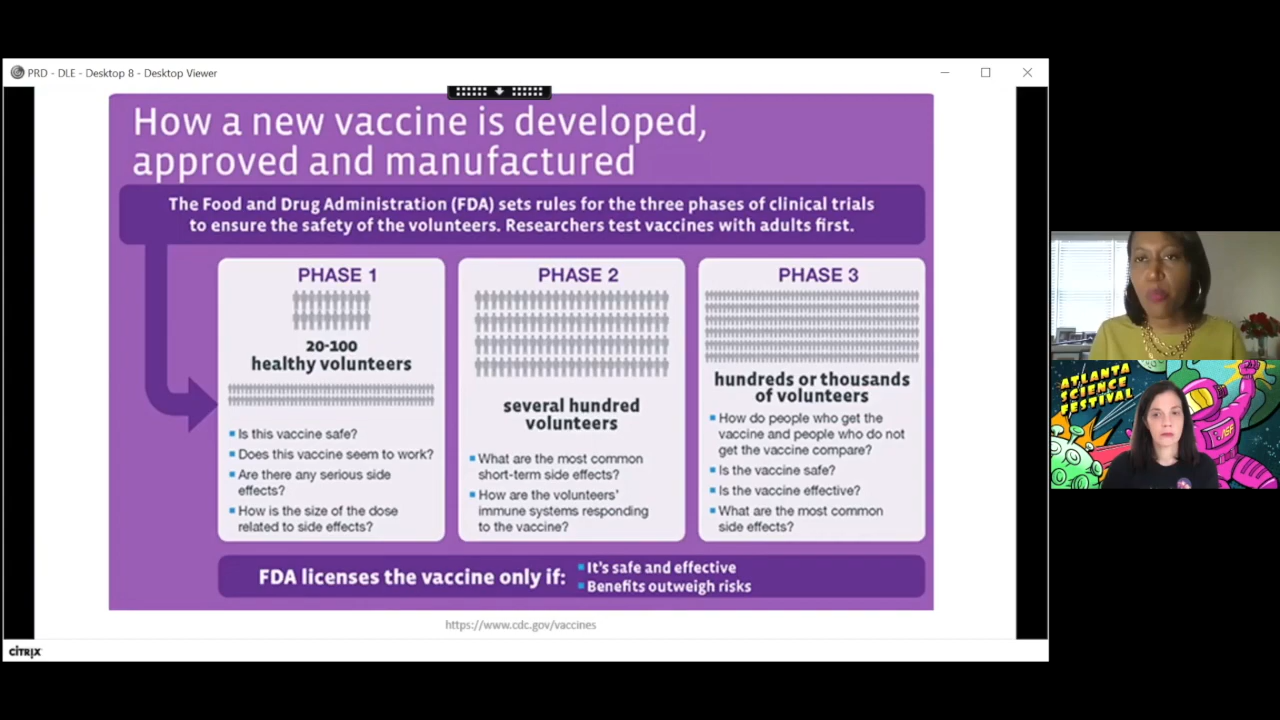 PRD - DLE - Desktop 8 - Desktop Viewer
How a new vaccine is developed,
approved and manufactured
The Food and Drug Administration (FDA) sets rules for the three phases of clinical trials
to ensure the safety of the volunteers. Researchers test vaccines with adults first.
PHASE 1
20-100
healthy volunteers
Is this vaccine safe?
Does this vaccine seem to work?
Are there any serious side
effects?
How is the size of the dose
related to side effects?
PHASE 2
several hundred
volunteers
What are the most common
short-term side effects?
How are the volunteers'
immune systems responding
to the vaccine?
PHASE 3
hundreds or thousands
of volunteers
How do people who get the
vaccine and people who do not
get the vaccine compare?
Is the vaccine safe?
Is the vaccine effective?
What are the most common
side effects?
FDA licenses the vaccine only if:
It's safe and effective
Benefits outweigh risks
https://www.cdc.gov/vaccines
CITRIX
ATLANTA
SCIENCE
FESTIVAL
ASF